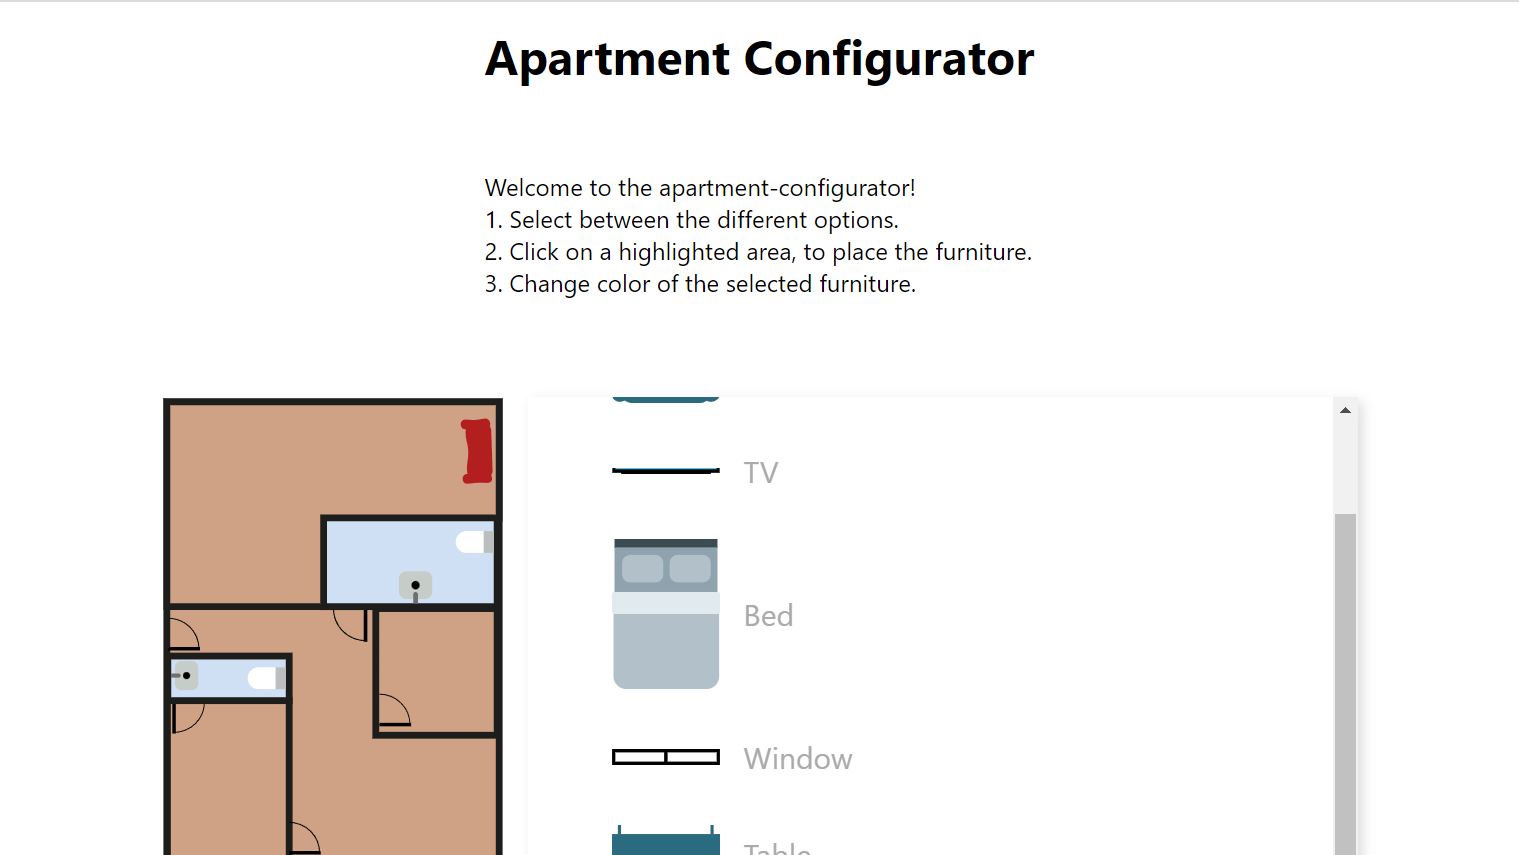 Apartment Configurator
Welcome to the apartment-configurator!
1. Select between the different options.
2. Click on a highlighted area, to place the furniture.
3. Change color of the selected furniture.
TV
Bed
Window
Table